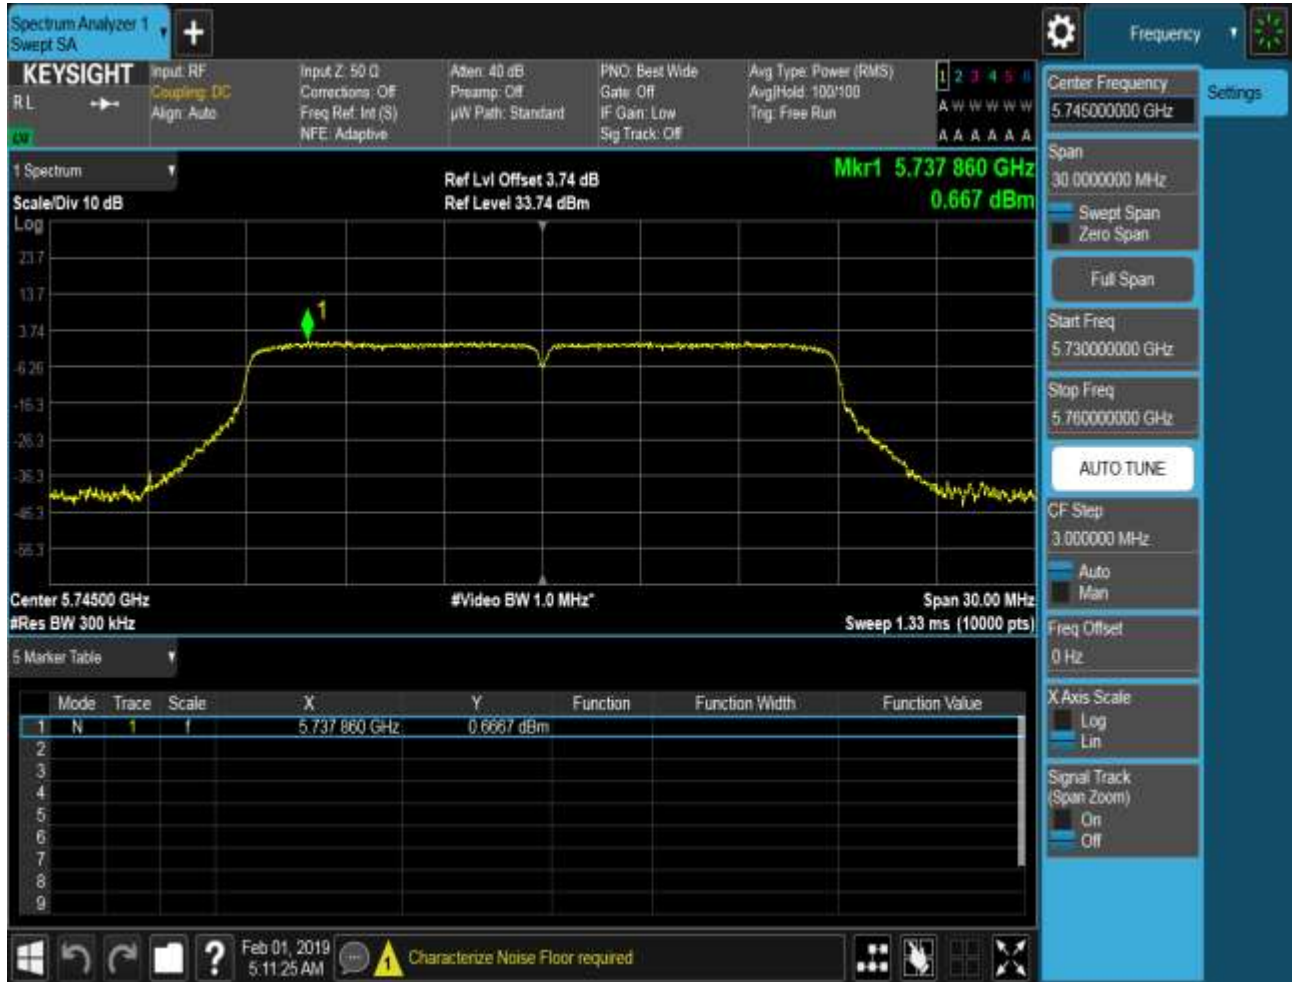 Spectrum Analyzer 1
Swept SA
+
Frequency
KEYSIGHT
R L
Input: RF
Coupling: DC
Align: Auto
Input Z: 50 Ω
Corrections: Off
Freq Ref: Int (S)
NFE: Adaptive
Atten: 40 dB
Preamp: Off
µW Path: Standard
PNO: Best Wide
Gate: Off
IF Gain: Low
Sig Track: Off
Avg Type: Power (RMS)
Avg|Hold: 100/100
Trig: Free Run
1 2 3 4 5 6
A W W W W W
A A A A A A
1 Spectrum
Scale/Div 10 dB
Ref Lvl Offset 3.74 dB
Ref Level 33.74 dBm
Mkr1 5.737 860 GHz
0.667 dBm
Log
23.7
13.7
3.74
-6.26
-16.3
-26.3
-36.3
-46.3
-56.3
1
Center 5.74500 GHz
#Res BW 300 kHz
#Video BW 1.0 MHz*
Span 30.00 MHz
Sweep 1.33 ms (10000 pts)
5 Marker Table
Mode Trace Scale X Y Function Function Width Function Value
1 N 1 f 5.737 860 GHz 0.6667 dBm
2
3
4
5
6
7
8
9
Center Frequency
5.745000000 GHz
Settings
Span
30.0000000 MHz
Swept Span
Zero Span
Full Span
Start Freq
5.730000000 GHz
Stop Freq
5.760000000 GHz
AUTO TUNE
CF Step
3.000000 MHz
Auto
Man
Freq Offset
0 Hz
X Axis Scale
Log
Lin
Signal Track
(Span Zoom)
On
Off
?
Feb 01, 2019
5:11:25 AM
1
Characterize Noise Floor required